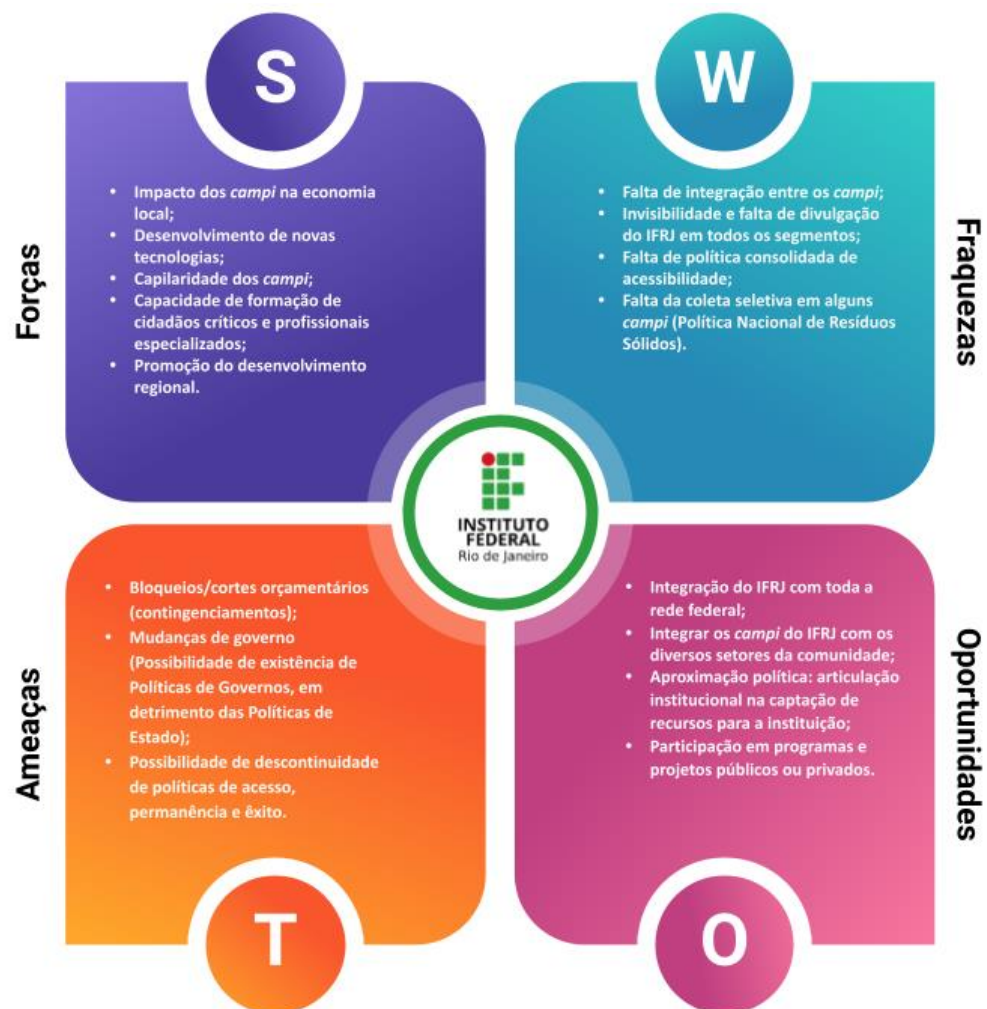 S
W
Forças
• Impacto dos campi na economia
local;
• Desenvolvimento de novas
tecnologias;
• Capilaridade dos campi;
• Capacidade de formação de
cidadãos críticos e profissionais
especializados;
• Promoção do desenvolvimento
regional.
• Falta de integração entre os campi;
• Invisibilidade e falta de divulgação
do IFRJ em todos os segmentos;
• Falta de política consolidada de
acessibilidade;
• Falta da coleta seletiva em alguns
campi (Política Nacional de Resíduos
Sólidos).
Fraquezas
INSTITUTO
FEDERAL
Rio de Janeiro
Ameaças
• Bloqueios/cortes orçamentários
(contingenciamentos);
• Mudanças de governo
(Possibilidade de existência de
Políticas de Governos, em
detrimento das Políticas de
Estado);
• Possibilidade de descontinuidade
de políticas de acesso,
permanência e êxito.
• Integração do IFRJ com toda a
rede federal;
• Integrar os campi do IFRJ com os
diversos setores da comunidade;
• Aproximação política: articulação
institucional na captação de
recursos para a instituição;
• Participação em programas e
projetos públicos ou privados.
Oportunidades
T
O